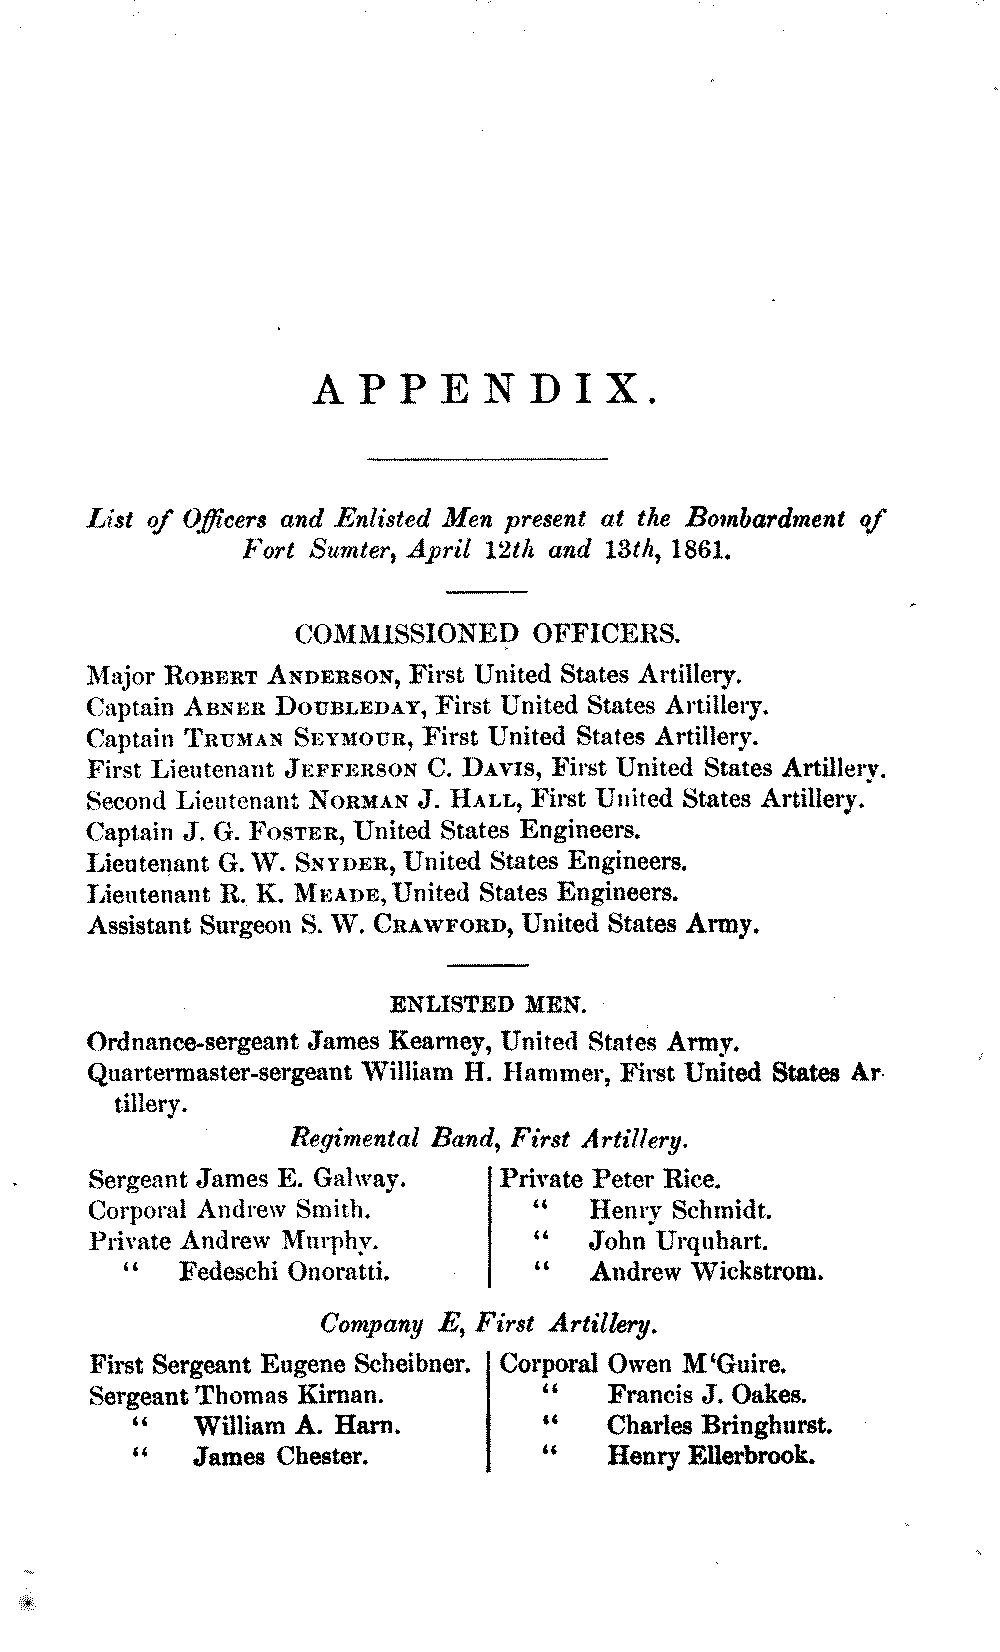 APPENDIX.
List of Officers and Enlisted Men present at the Bombardment of
Fort Sumter, April 12th and 13th, 1861.
COMMISSIONED OFFICERS.
Major ROBERT ANDERSON, First United States Artillery.
Captain ABNER DOUBLEDAY, First United States Artillery.
Captain TRUMAN SEYMOUR, First United States Artillery.
First Lieutenant JEFFERSON C. DAVIS, First United States Artillery.
Second Lieutenant NORMAN J. HALL, First United States Artillery.
Captain J. G. FOSTER, United States Engineers.
Lieutenant G. W. SNYDER, United States Engineers.
Lieutenant R. K. MEADE, United States Engineers.
Assistant Surgeon S. W. CRAWFORD, United States Army.
ENLISTED MEN.
Ordnance-sergeant James Kearney, United States Army.
Quartermaster-sergeant William H. Hammer, First United States Ar-
tillery.
Regimental Band, First Artillery.
Sergeant James E. Galway.
Corporal Andrew Smith.
Private Andrew Murphy.
“ Fedeschi Onoratti.
Private Peter Rice.
“ Henry Schmidt.
“ John Urquhart.
“ Andrew Wickstrom.
Company E, First Artillery.
First Sergeant Eugene Scheibner.
Sergeant Thomas Kirnan.
“ William A. Harn.
“ James Chester.
Corporal Owen M‘Guire.
“ Francis J. Oakes.
“ Charles Bringhurst.
“ Henry Ellerbrook.